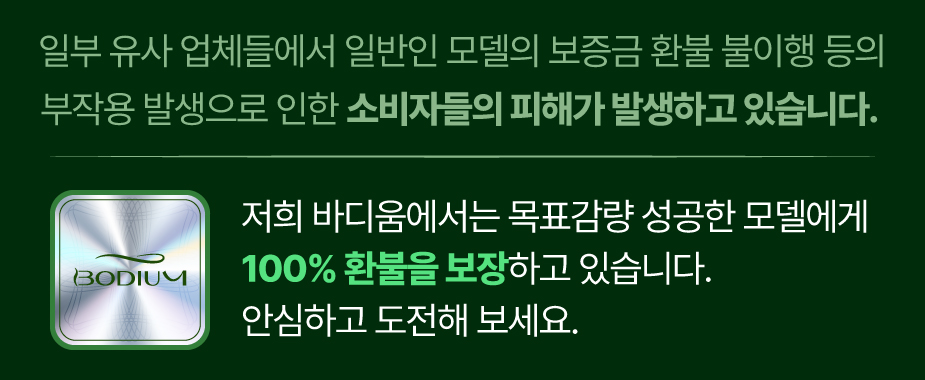 일부 유사 업체들에서 일반인 모델의 보증금 환불 불이행 등의
부작용 발생으로 인한 소비자들의 피해가 발생하고 있습니다.
BODIUM
저희 바디움에서는 목표감량 성공한 모델에게
100% 환불을 보장하고 있습니다.
안심하고 도전해 보세요.